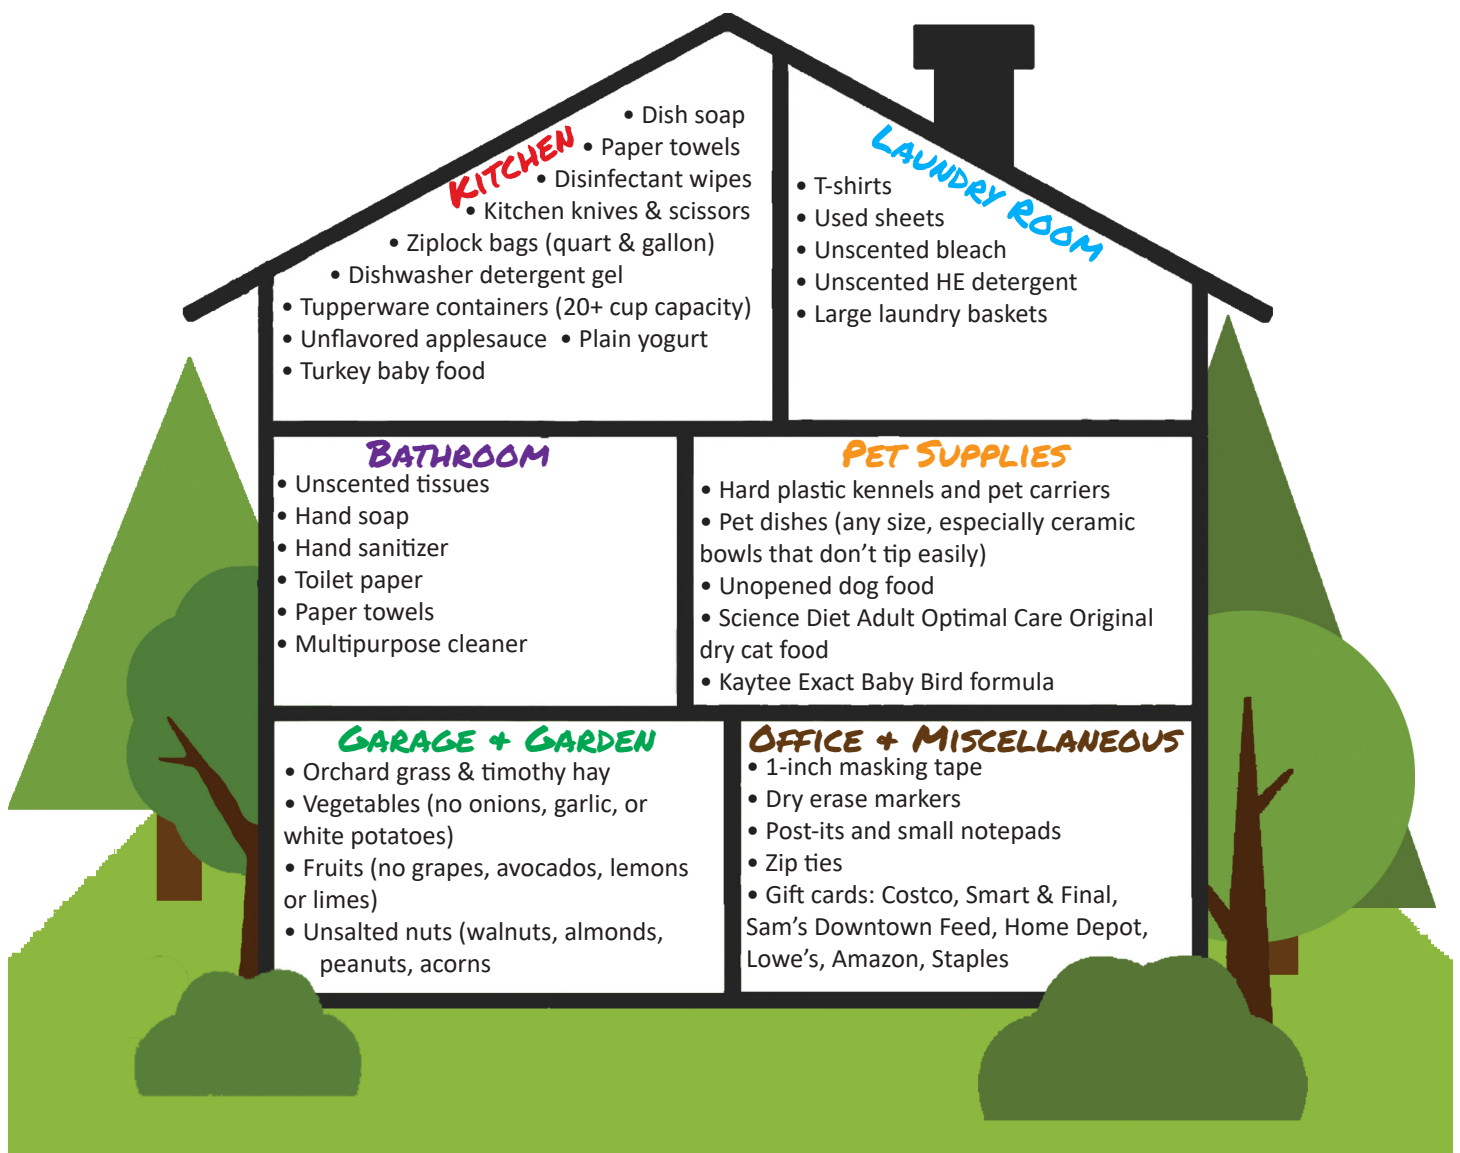 KITCHEN
• Dish soap
• Paper towels
• Disinfectant wipes
• Kitchen knives & scissors
• Ziplock bags (quart & gallon)
• Dishwasher detergent gel
• Tupperware containers (20+ cup capacity)
• Unflavored applesauce • Plain yogurt
• Turkey baby food
LAUNDRY ROOM
• T-shirts
• Used sheets
• Unscented bleach
• Unscented HE detergent
• Large laundry baskets
BATHROOM
• Unscented tissues
• Hand soap
• Hand sanitizer
• Toilet paper
• Paper towels
• Multipurpose cleaner
PET SUPPLIES
• Hard plastic kennels and pet carriers
• Pet dishes (any size, especially ceramic
bowls that don’t tip easily)
• Unopened dog food
• Science Diet Adult Optimal Care Original
dry cat food
• Kaytee Exact Baby Bird formula
GARAGE & GARDEN
• Orchard grass & timothy hay
• Vegetables (no onions, garlic, or
white potatoes)
• Fruits (no grapes, avocados, lemons
or limes)
• Unsalted nuts (walnuts, almonds,
peanuts, acorns
OFFICE & MISCELLANEOUS
• 1-inch masking tape
• Dry erase markers
• Post-its and small notepads
• Zip ties
• Gift cards: Costco, Smart & Final,
Sam’s Downtown Feed, Home Depot,
Lowe’s, Amazon, Staples